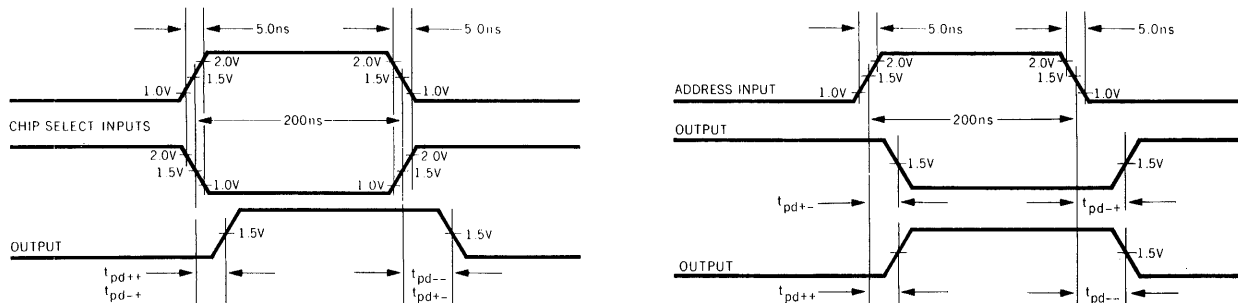 5.0ns
5.0ns
2.0V
1.5V
1.0V
2.0V
1.5V
1.0V
200ns
CHIP SELECT INPUTS
2.0V
1.5V
1.0V
1.0V
2.0V
1.5V
OUTPUT
1.5V
1.5V
tpd++
tpd-+
tpd--
tpd+-
5.0ns
5.0ns
2.0V
1.5V
1.0V
2.0V
1.5V
1.0V
ADDRESS INPUT
200ns
OUTPUT
1.5V
1.5V
tpd+-
tpd-+
OUTPUT
1.5V
1.5V
tpd++
tpd--